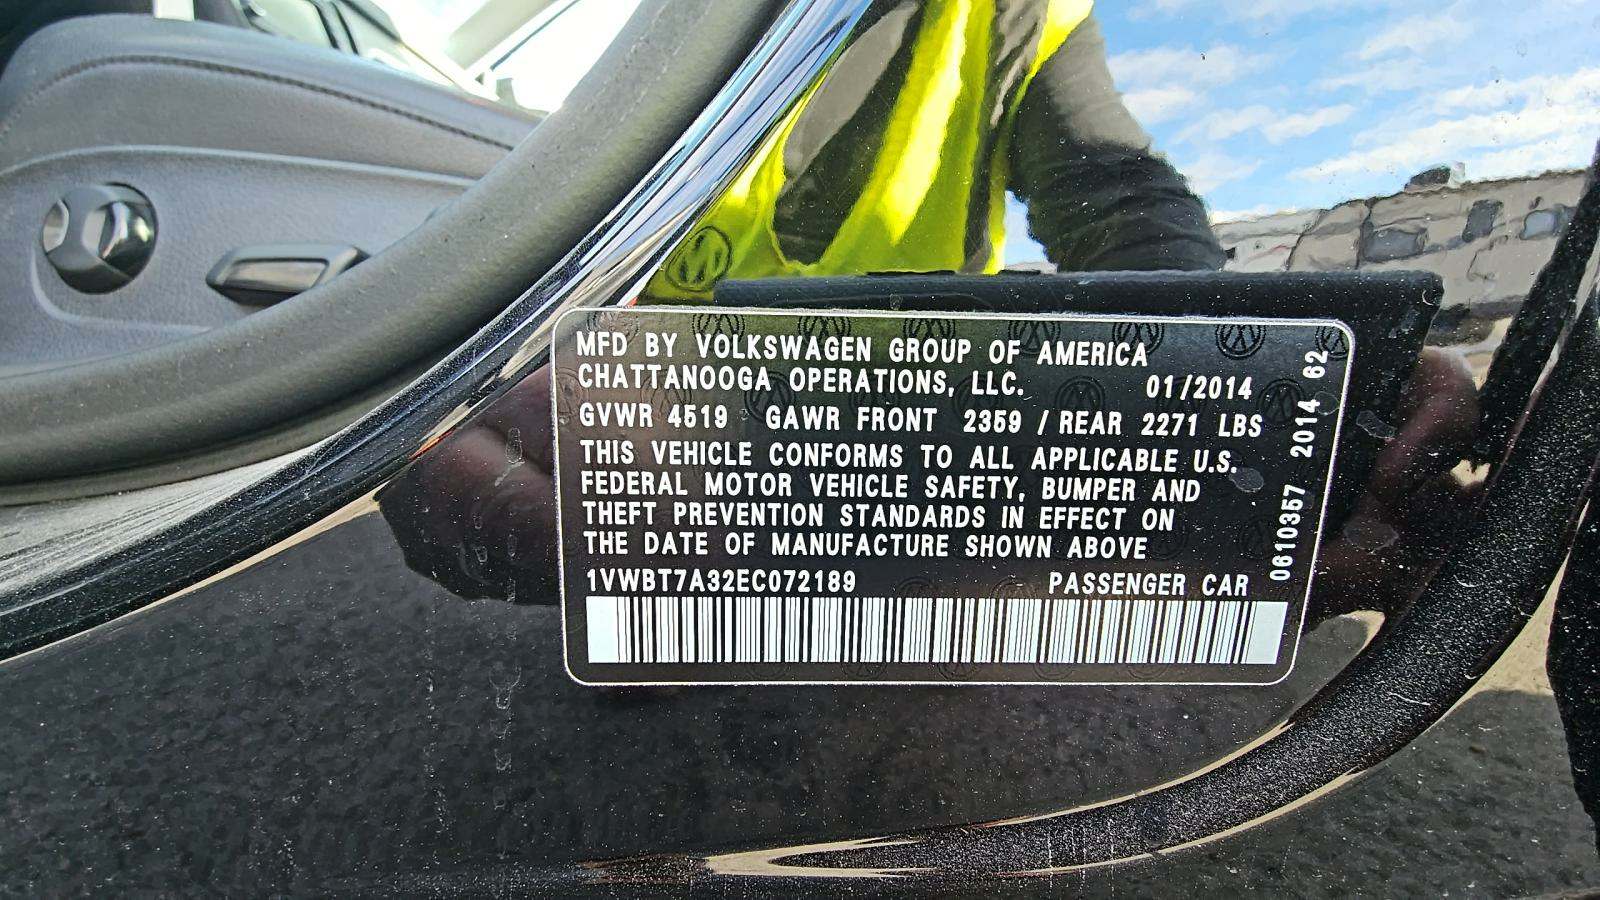 MFD BY VOLKSWAGEN GROUP OF AMERICA
CHATTANOOGA OPERATIONS, LLC. 01/2014
GVWR 4519 GAWR FRONT 2359 / REAR 2271 LBS
THIS VEHICLE CONFORMS TO ALL APPLICABLE U.S.
FEDERAL MOTOR VEHICLE SAFETY, BUMPER AND
THEFT PREVENTION STANDARDS IN EFFECT ON
THE DATE OF MANUFACTURE SHOWN ABOVE
1VWBT7A32EC072189 PASSENGER CAR
0610357 2014 62